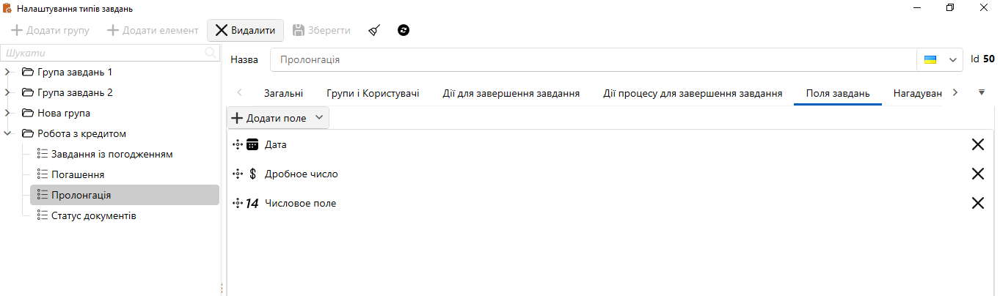 Налаштування типів завдань
Додати групу Додати елемент Видалити Зберегти
Шукати
Група завдань 1
Група завдань 2
Нова група
Робота з кредитом
Завдання із погодженням
Погашення
Пролонгація
Статус документів
Назва Пролонгація Id 50
Загальні Групи і Користувачі Дії для завершення завдання Дії процесу для завершення завдання Поля завдань Нагадуван
Додати поле
Дата
$ Дробное число
14 Числовое поле